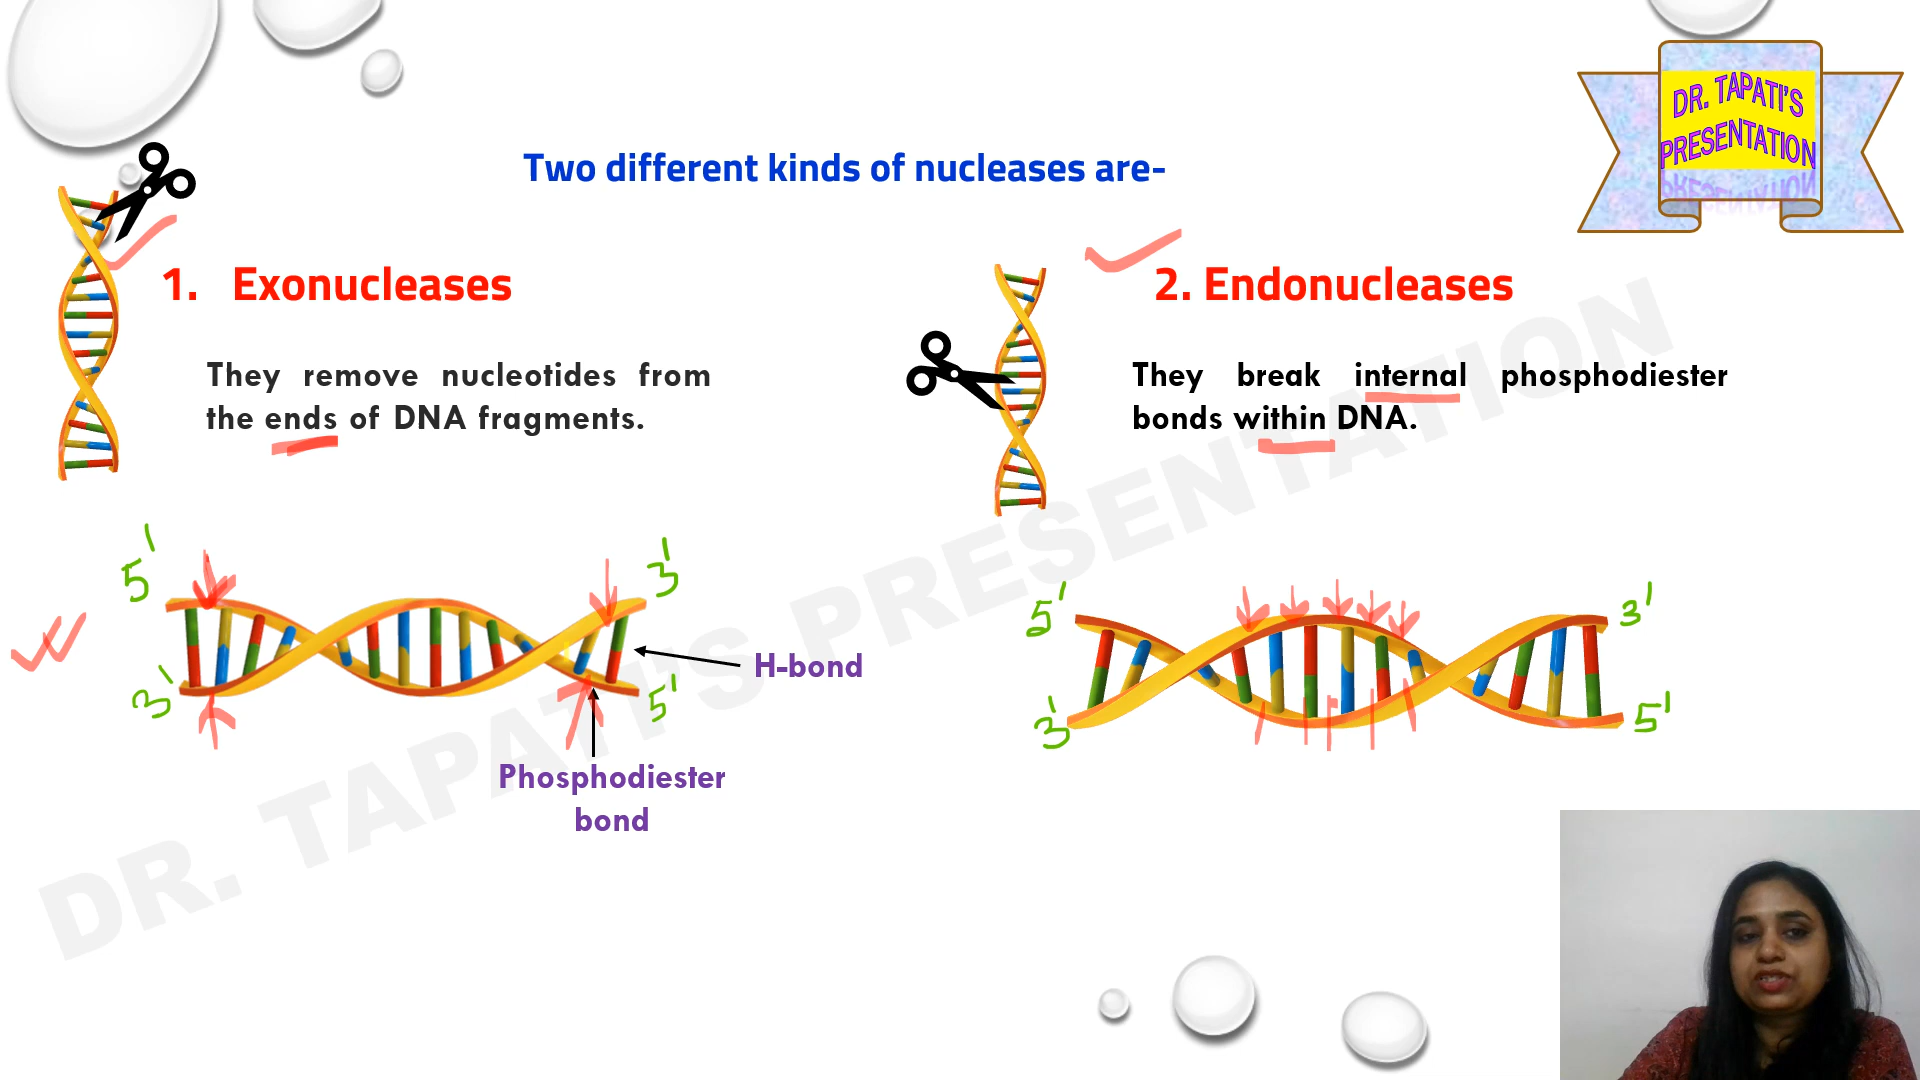 DR. TAPATI'S
PRESENTATION
Two different kinds of nucleases are-
1. Exonucleases
They remove nucleotides from
the ends of DNA fragments.
2. Endonucleases
They break internal phosphodiester
bonds within DNA.
5'
3'
3'
5'
H-bond
Phosphodiester
bond
5'
3'
3'
5'
DR. TAPATI'S PRESENTATION